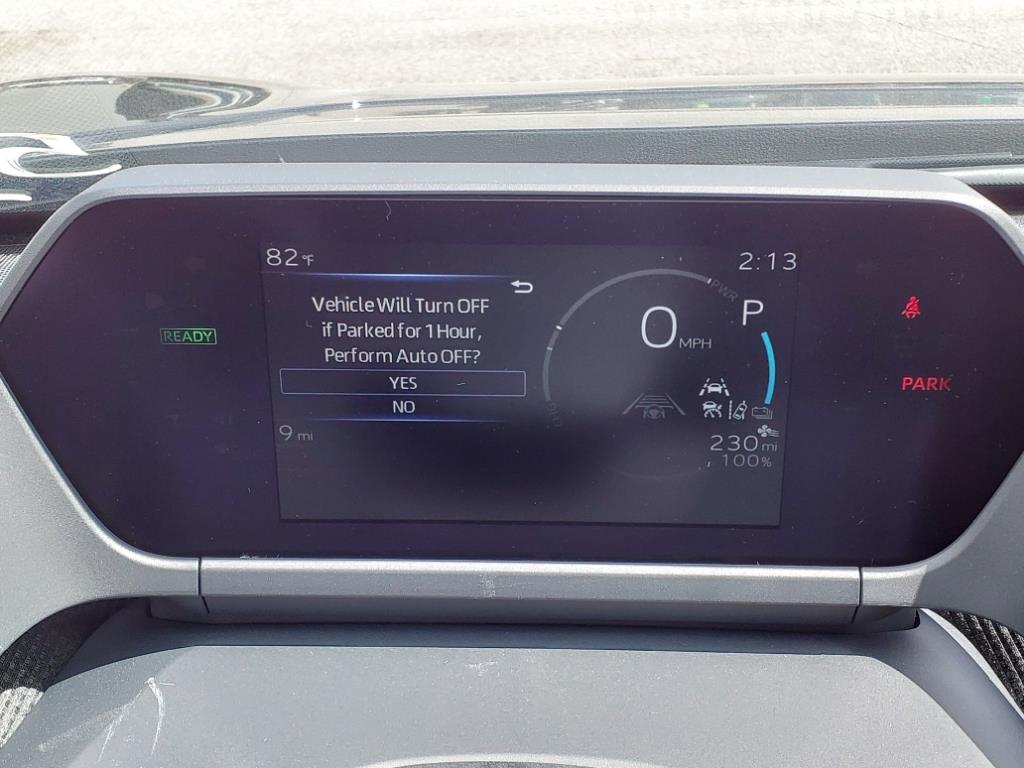 82°F
2:13
Vehicle Will Turn OFF
if Parked for 1 Hour,
Perform Auto OFF?
YES
NO
9 mi
READY
PWR
P
0 MPH
CHG
230 mi
100%
PARK